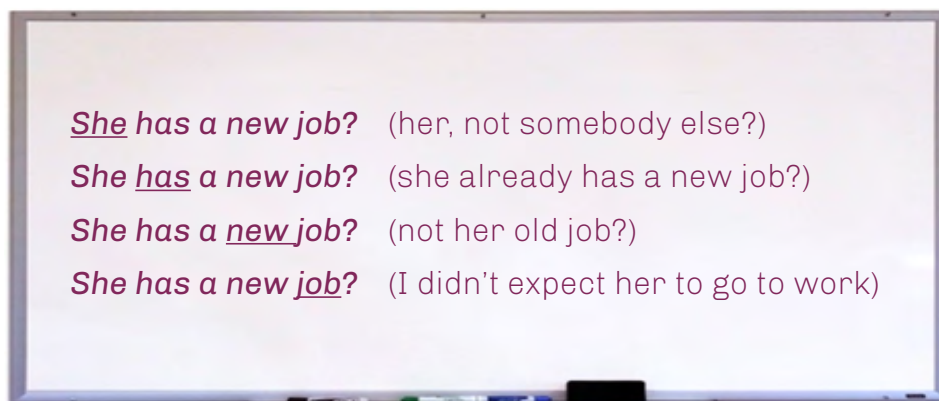 She has a new job? (her, not somebody else?)
She has a new job? (she already has a new job?)
She has a new job? (not her old job?)
She has a new job? (I didn’t expect her to go to work)